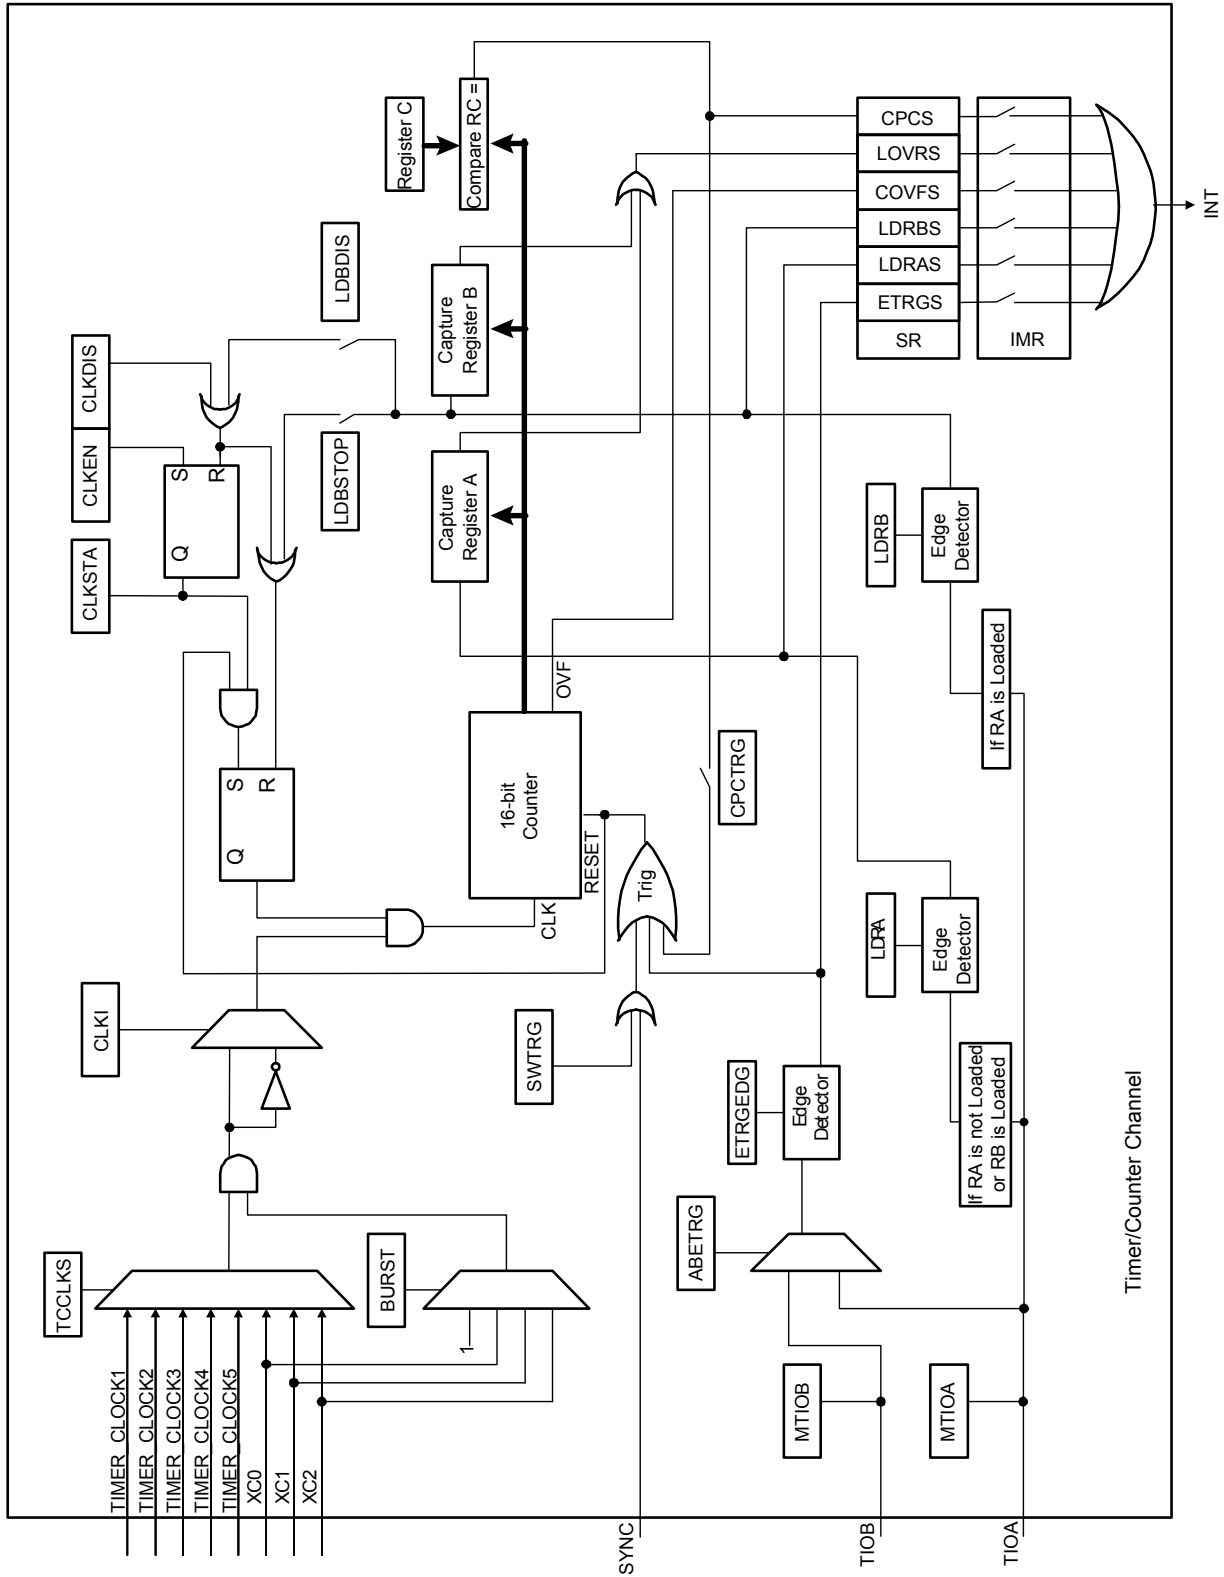 TCCLKS
TIMER_CLOCK1
TIMER_CLOCK2
TIMER_CLOCK3
TIMER_CLOCK4
TIMER_CLOCK5
XC0
XC1
XC2
BURST
1
CLKI
CLKSTA
CLKEN
CLKDIS
Q
S
R
Q
S
R
LDBSTOP
LDBDIS
Register C
Capture
Register A
Capture
Register B
Compare RC =
16-bit
Counter
CLK
OVF
RESET
SYNC
SWTRG
Trig
CPCTRG
ABETRG
ETRGEDG
Edge
Detector
TIOB
MTIOB
TIOA
MTIOA
LDRA
Edge
Detector
If RA is not Loaded
or RB is Loaded
LDRB
Edge
Detector
If RA is Loaded
CPCS
LOVRS
COVFS
LDRBS
LDRAS
ETRGS
SR
IMR
INT
Timer/Counter Channel